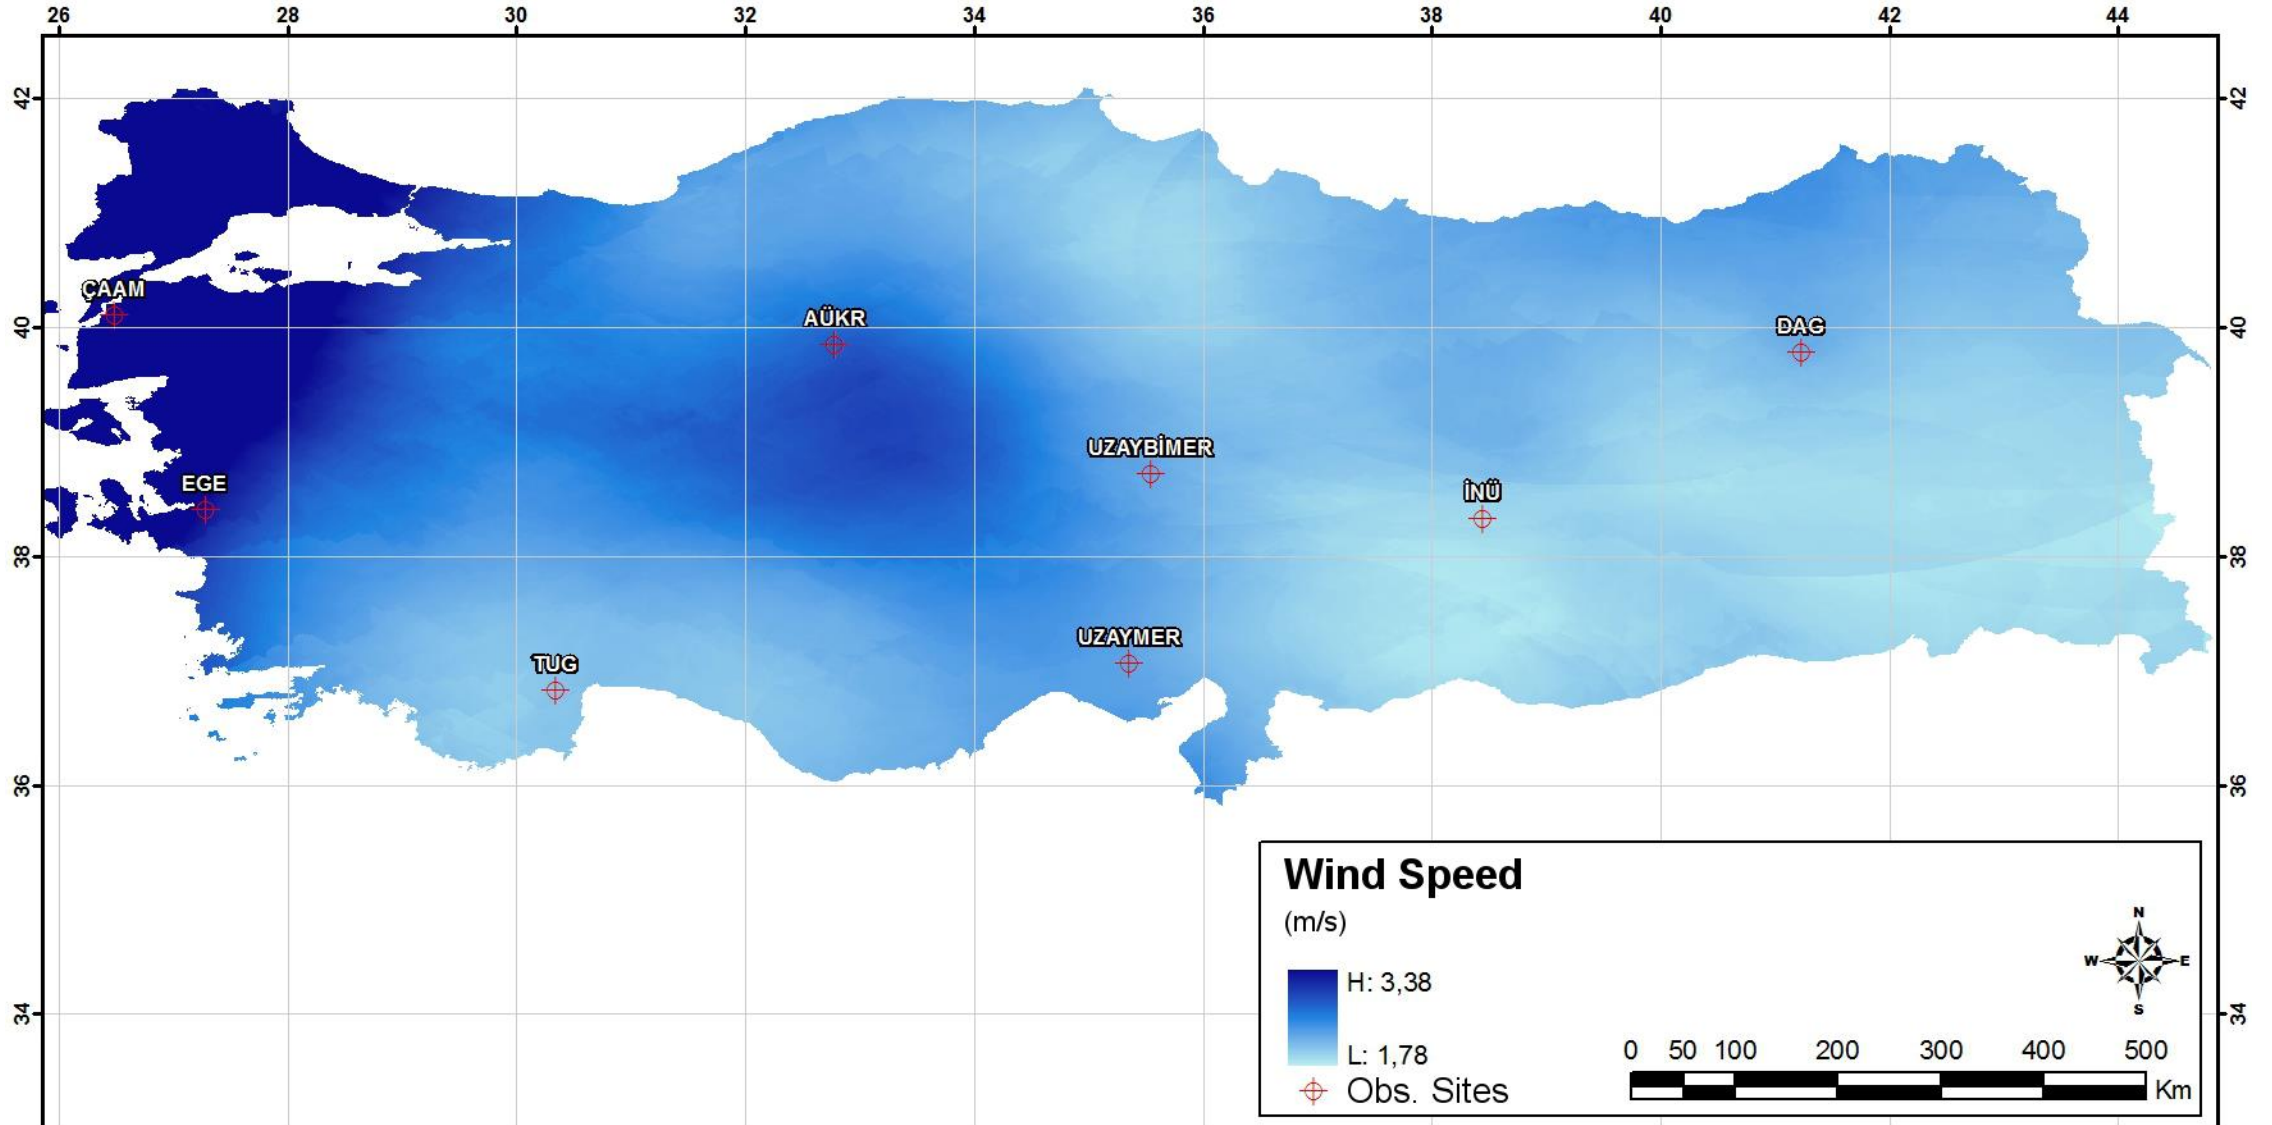 26 28 30 32 34 36 38 40 42 44
42 42
ÇAAM
AÜKR
DAG
40 40
UZAYBİMER
EGE
İNÜ
38 38
UZAYMER
TUG
36 36
Wind Speed
(m/s)
N
W E
S
H: 3,38
34 34
L: 1,78
0 50 100 200 300 400 500
Km
Obs. Sites